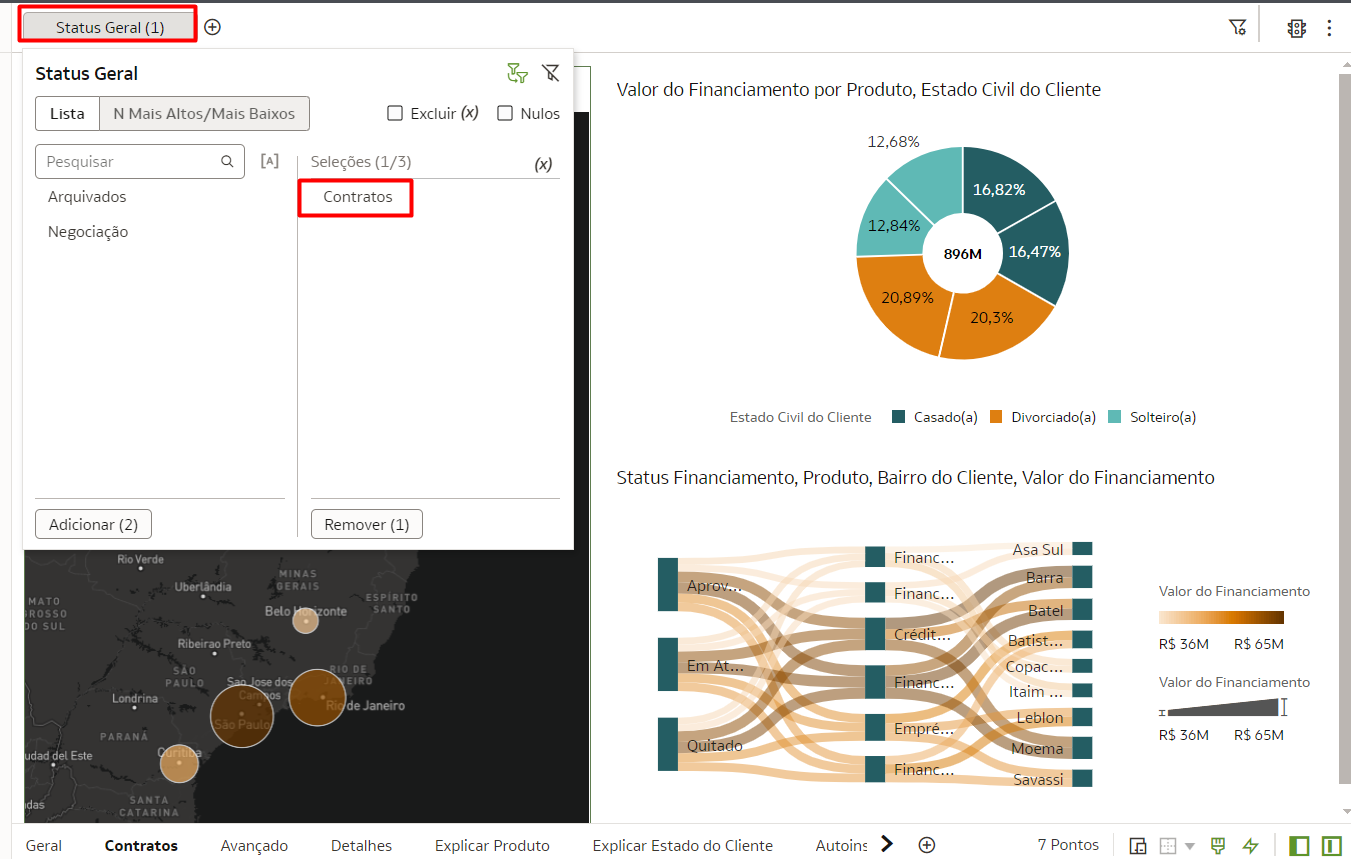 Status Geral (1)
Status Geral
Lista
N Mais Altos/Mais Baixos
Excluir (x)
Nulos
Pesquisar
[A]
Seleções (1/3)
(x)
Arquivados
Contratos
Negociação
Adicionar (2)
Remover (1)
Valor do Financiamento por Produto, Estado Civil do Cliente
12,68%
16,82%
12,84%
896M
16,47%
20,89%
20,3%
Estado Civil do Cliente
Casado(a)
Divorciado(a)
Solteiro(a)
Status Financiamento, Produto, Bairro do Cliente, Valor do Financiamento
Aprov...
Em At...
Quitado
Financ...
Financ...
Crédit...
Financ...
Empré...
Financ...
Asa Sul
Barra
Batel
Batist...
Copac...
Itaim ...
Leblon
Moema
Savassi
Valor do Financiamento
R$ 36M
R$ 65M
Valor do Financiamento
R$ 36M
R$ 65M
Rio Verde
Uberlândia
MINAS
GERAIS
MATO
GROSSO
DO SUL
Belo Horizonte
ESPÍRITO
SANTO
Ribeirao Preto
SÃO
PAULO
Sao Jose dos
Campos
RIO DE
JANEIRO
Londrina
São Paulo
Rio de Janeiro
PARANÁ
Curitiba
udad del Este
SANTA
CATARINA
das
Geral
Contratos
Avançado
Detalhes
Explicar Produto
Explicar Estado do Cliente
Autoins
7 Pontos